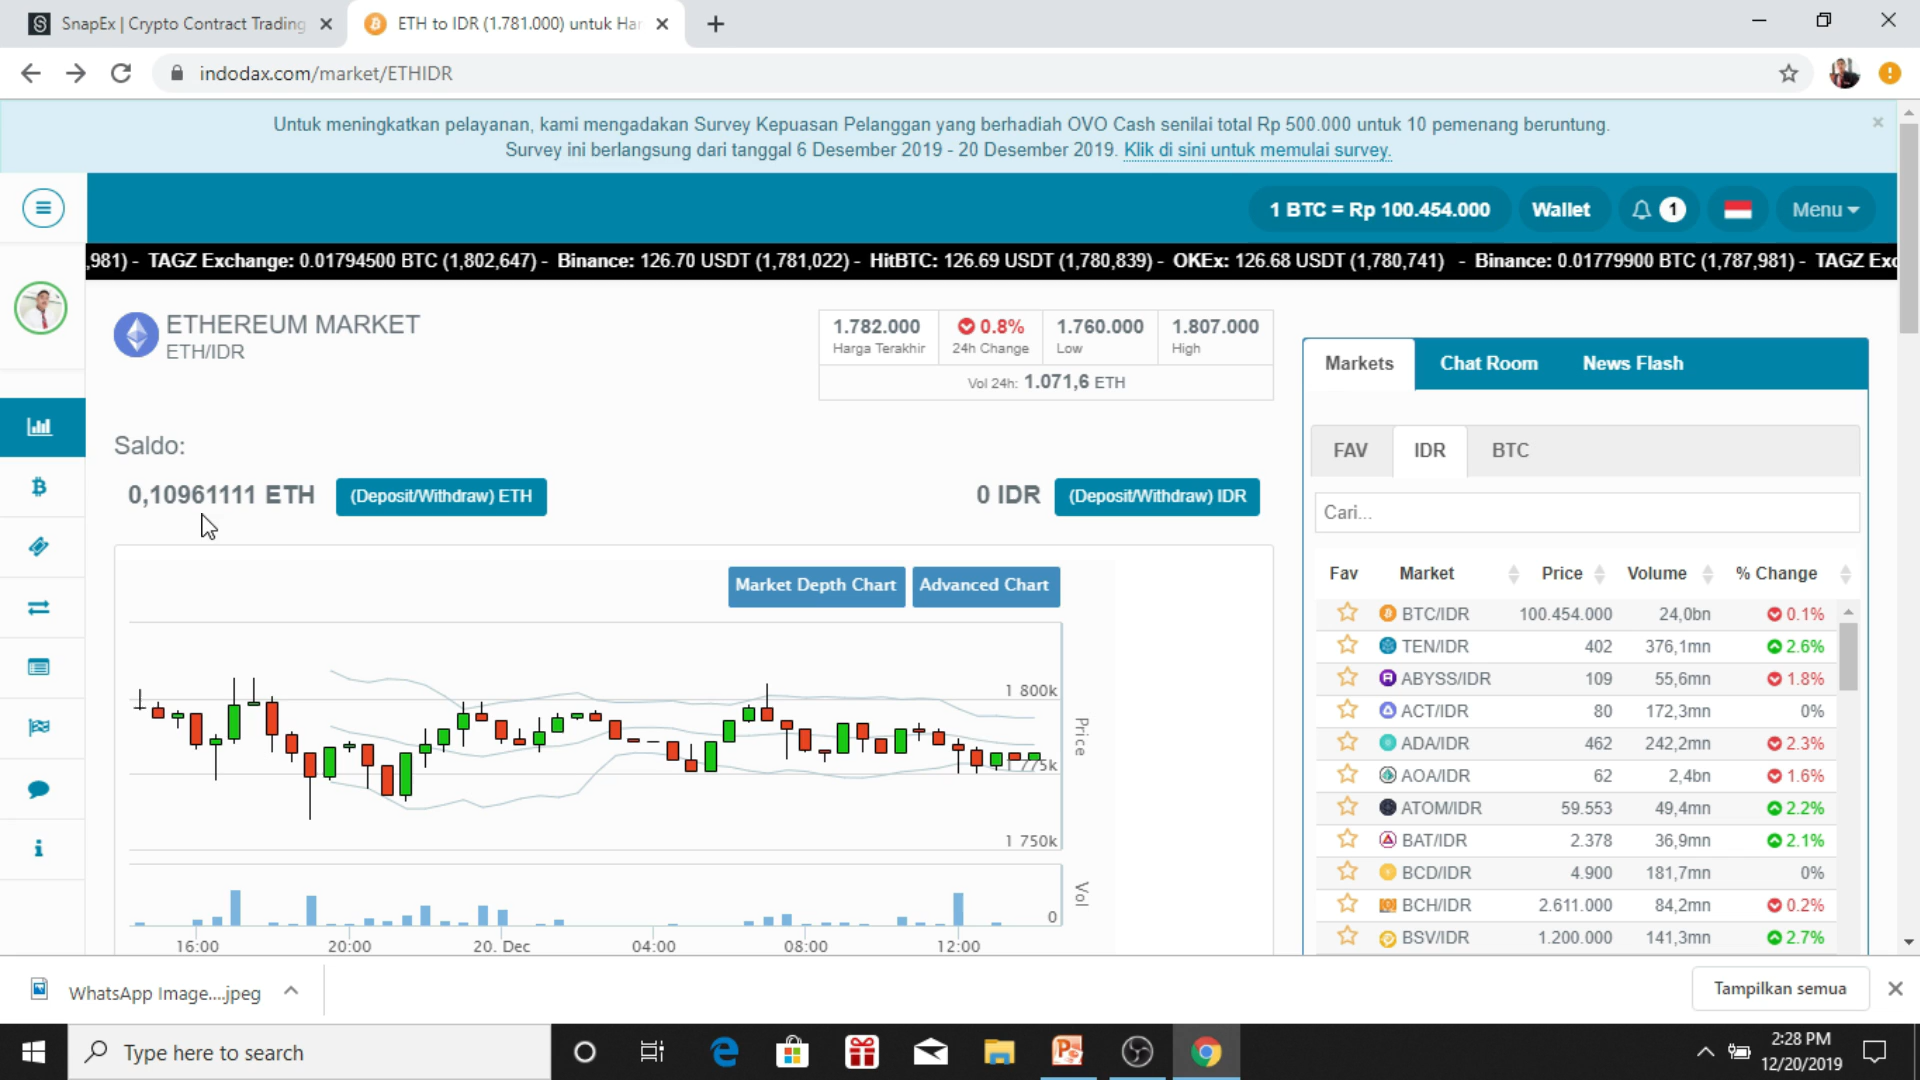 SnapEx | Crypto Contract Trading
ETH to IDR (1.781.000) untuk Har
indodax.com/market/ETHIDR
Untuk meningkatkan pelayanan, kami mengadakan Survey Kepuasan Pelanggan yang berhadiah OVO Cash senilai total Rp 500.000 untuk 10 pemenang beruntung.
Survey ini berlangsung dari tanggal 6 Desember 2019 - 20 Desember 2019. Klik di sini untuk memulai survey.
1 BTC = Rp 100.454.000
Wallet
1
Menu
,981) - TAGZ Exchange: 0.01794500 BTC (1,802,647) - Binance: 126.70 USDT (1,781,022) - HitBTC: 126.69 USDT (1,780,839) - OKEx: 126.68 USDT (1,780,741) - Binance: 0.01779900 BTC (1,787,981) - TAGZ Exc
ETHEREUM MARKET
ETH/IDR
1.782.000 0.8% 1.760.000 1.807.000
Harga Terakhir 24h Change Low High
Vol 24h: 1.071,6 ETH
Saldo:
0,10961111 ETH (Deposit/Withdraw) ETH
0 IDR (Deposit/Withdraw) IDR
Market Depth Chart Advanced Chart
1 800k
Price
1 775k
1 750k
Vol
0
16:00 20:00 20. Dec 04:00 08:00 12:00
Markets Chat Room News Flash
FAV IDR BTC
Cari...
Fav Market Price Volume % Change
BTC/IDR 100.454.000 24,0bn 0.1%
TEN/IDR 402 376,1mn 2.6%
ABYSS/IDR 109 55,6mn 1.8%
ACT/IDR 80 172,3mn 0%
ADA/IDR 462 242,2mn 2.3%
AOA/IDR 62 2,4bn 1.6%
ATOM/IDR 59.553 49,4mn 2.2%
BAT/IDR 2.378 36,9mn 2.1%
BCD/IDR 4.900 181,7mn 0%
BCH/IDR 2.611.000 84,2mn 0.2%
BSV/IDR 1.200.000 141,3mn 2.7%
WhatsApp Image....jpeg
Tampilkan semua
Type here to search
2:28 PM
12/20/2019